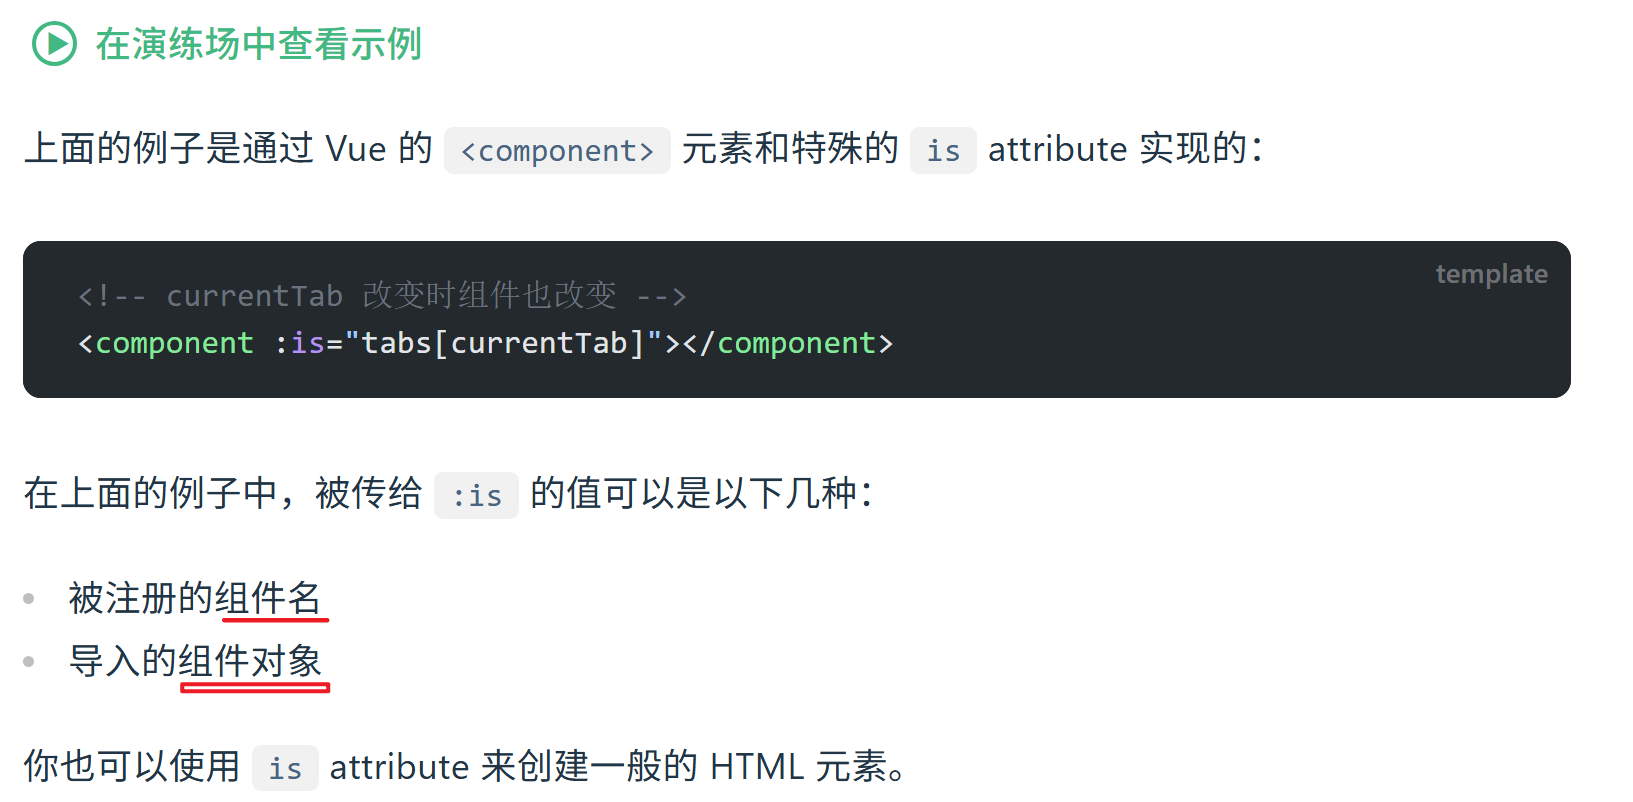 在演练场中查看示例
上面的例子是通过 Vue 的 <component> 元素和特殊的 is attribute 实现的：
template
<!-- currentTab 改变时组件也改变 -->
<component :is="tabs[currentTab]"></component>
在上面的例子中，被传给 :is 的值可以是以下几种：
被注册的组件名
导入的组件对象
你也可以使用 is attribute 来创建一般的 HTML 元素。